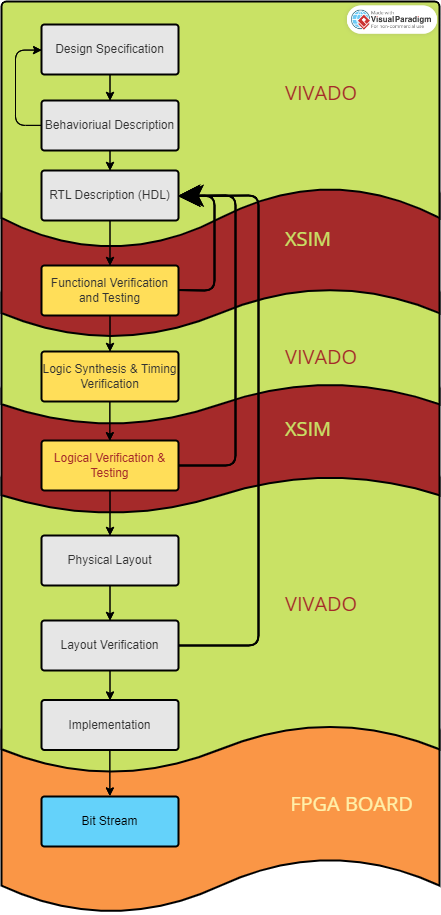 Made with
VisualParadigm
For non-commercial use
Design Specification
VIVADO
Behavioriual Description
RTL Description (HDL)
XSIM
Functional Verification
and Testing
VIVADO
Logic Synthesis & Timing
Verification
XSIM
Logical Verification &
Testing
Physical Layout
VIVADO
Layout Verification
Implementation
FPGA BOARD
Bit Stream